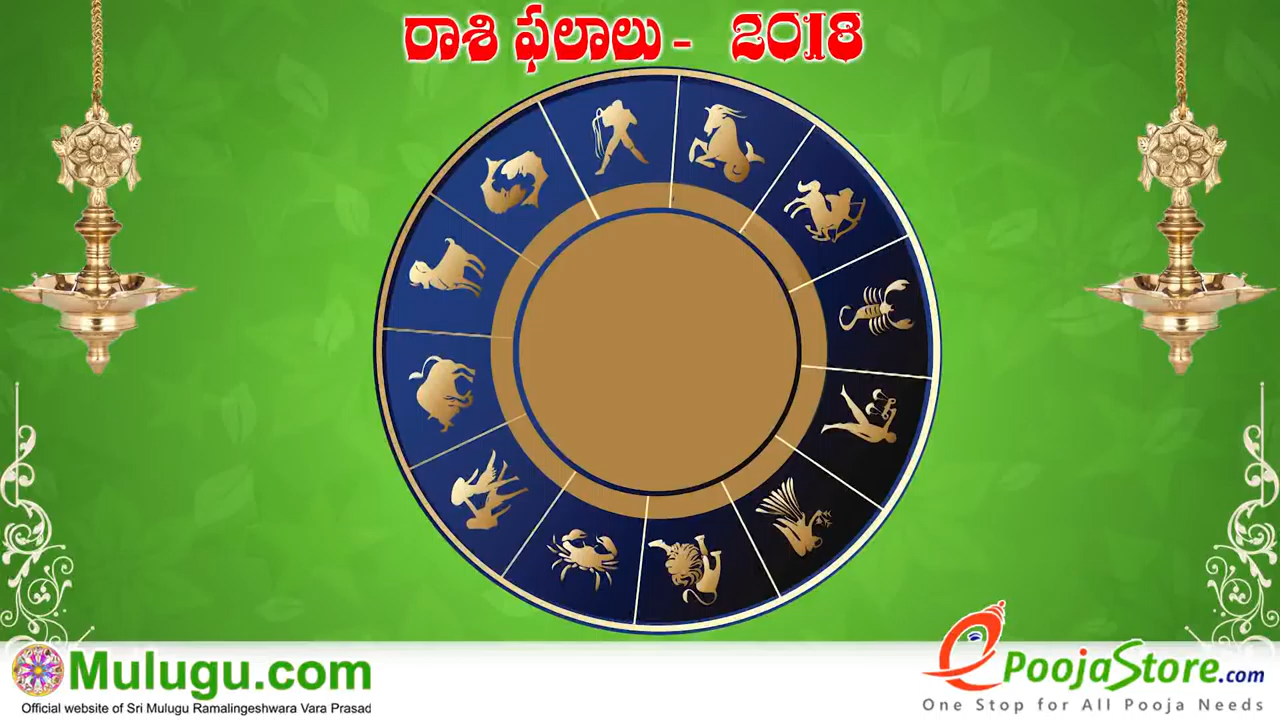 రాశి ఫలాలు - 2018
Mulugu.com
Official website of Sri Mulugu Ramalingeshwara Vara Prasad
ePoojaStore.com
One Stop for All Pooja Needs